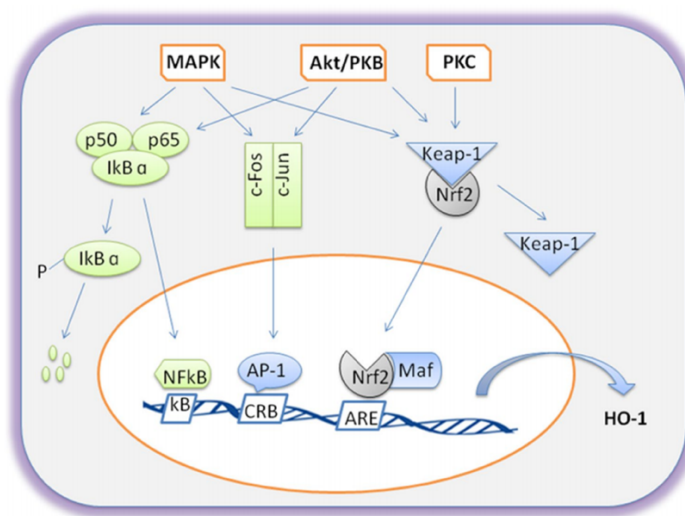 MAPK
Akt/PKB
PKC
p50
p65
IkB α
c-Fos
c-Jun
Keap-1
Nrf2
Keap-1
P
IkB α
NFkB
AP-1
Nrf2
Maf
kB
CRB
ARE
HO-1